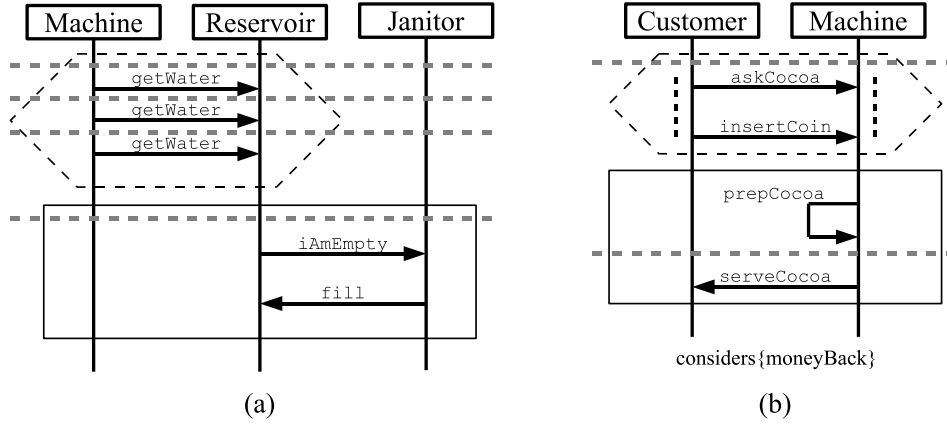 Machine Reservoir Janitor
getWater
getWater
getWater
iAmEmpty
fill
(a)
Customer Machine
askCocoa
insertCoin
prepCocoa
serveCocoa
considers{moneyBack}
(b)